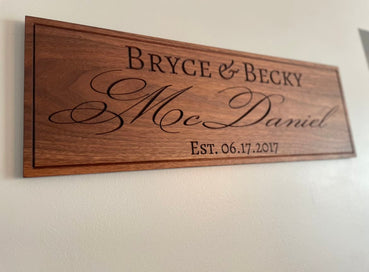 Bryce & Becky
McDaniel
Est. 06.17.2017